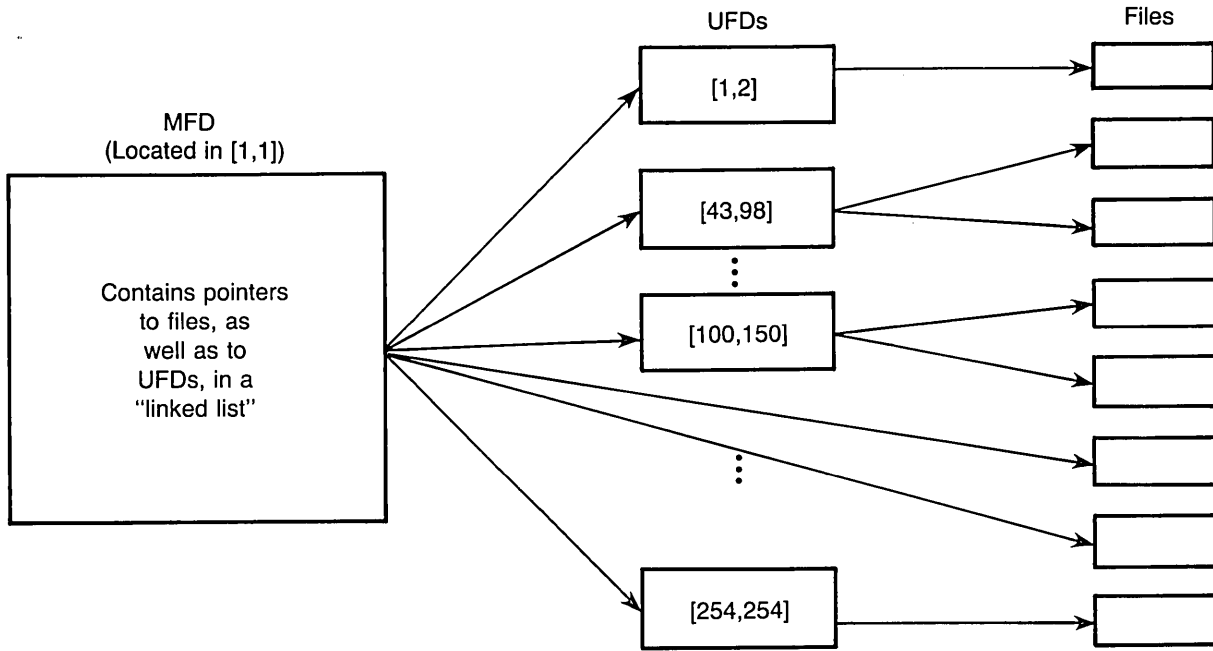 UFDs
Files
[1,2]
MFD
(Located in [1,1])
[43,98]
Contains pointers
to files, as
well as to
UFDs, in a
“linked list”
[100,150]
[254,254]